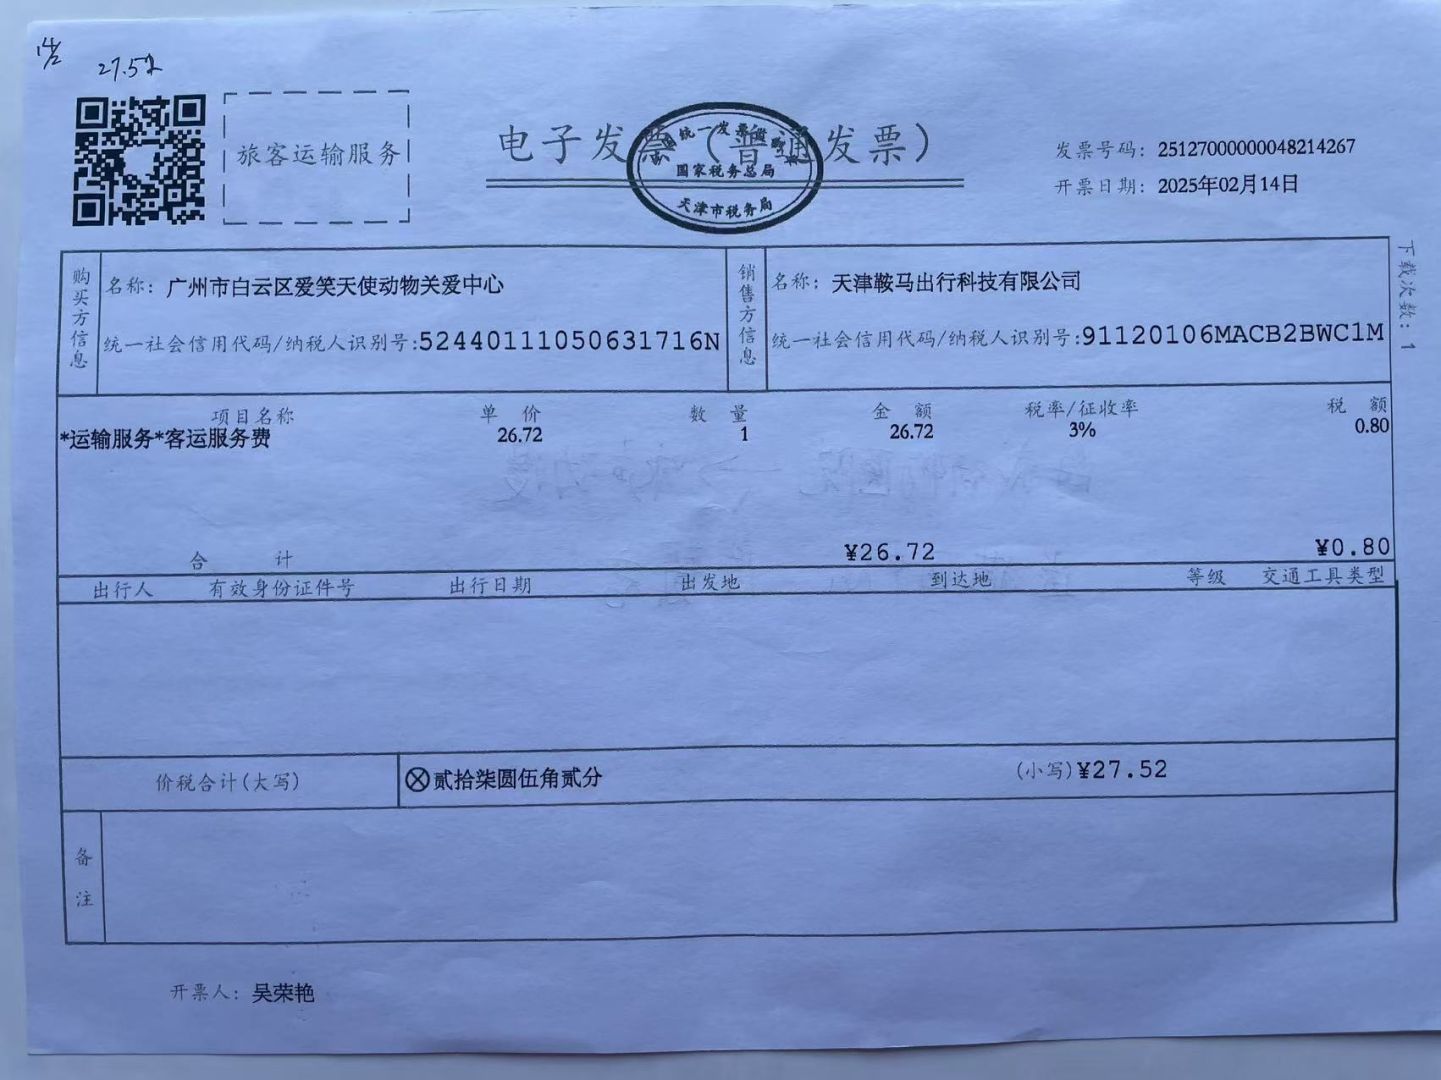 14/2
27.52
旅客运输服务
电子发票（普通发票）
全国统一发票监制章
国家税务总局
天津市税务局
发票号码：25127000000048214267
开票日期：2025年02月14日
下载次数：1
购买方信息
名称：广州市白云区爱笑天使动物关爱中心
统一社会信用代码/纳税人识别号:52440111050631716N
销售方信息
名称：天津鞍马出行科技有限公司
统一社会信用代码/纳税人识别号:91120106MACB2BWC1M
项目名称 单 价 数 量 金 额 税率/征收率 税 额
*运输服务*客运服务费 26.72 1 26.72 3% 0.80
合 计 ¥26.72 ¥0.80
出行人 有效身份证件号 出行日期 出发地 到达地 等级 交通工具类型
价税合计(大写) ⊗贰拾柒圆伍角贰分 (小写)¥27.52
备注
开票人：吴荣艳